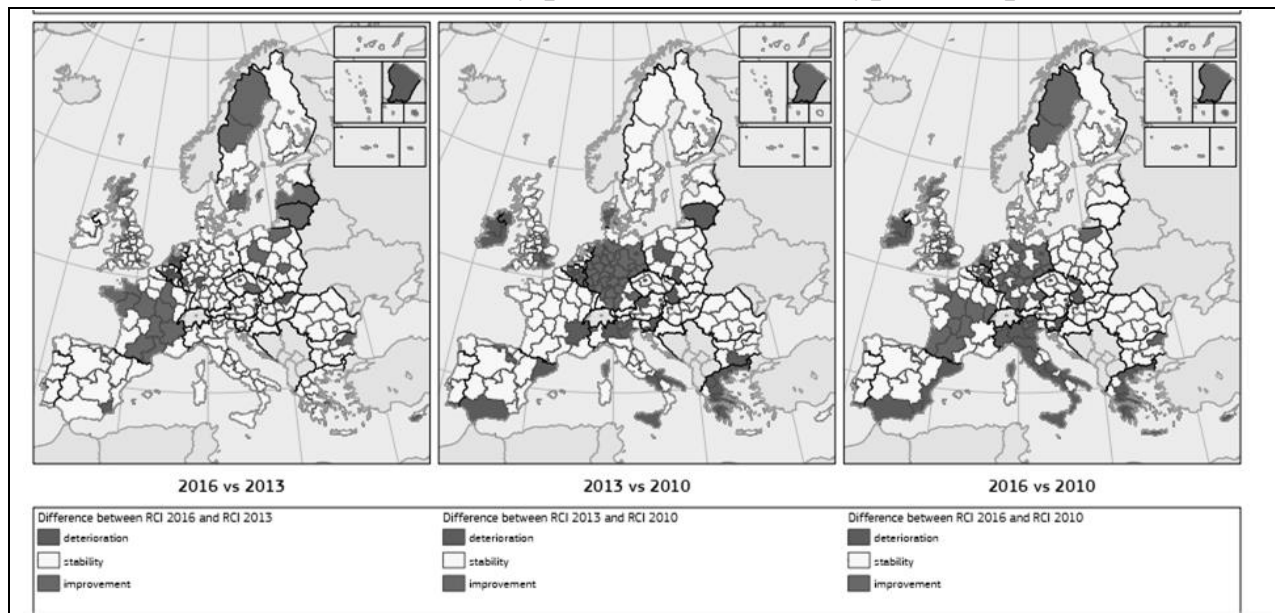 2016 vs 2013
2013 vs 2010
2016 vs 2010
Difference between RCI 2016 and RCI 2013
deterioration
stability
improvement
Difference between RCI 2013 and RCI 2010
deterioration
stability
improvement
Difference between RCI 2016 and RCI 2010
deterioration
stability
improvement